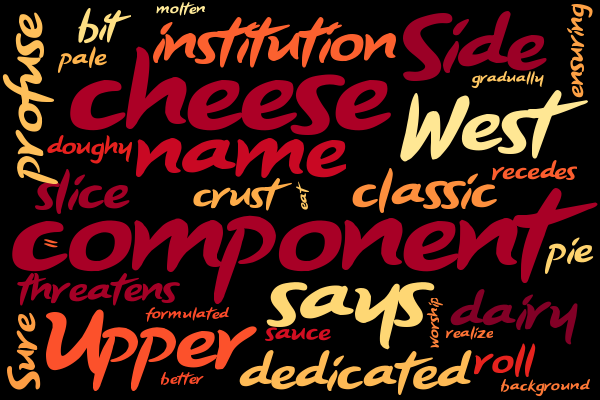 molten
bit
institution
Side
ensuring
profuse
pale
gradually
cheese
West
doughy
name
recedes
slice
crust
eat
classic
component
=
pie
threatens
says
formulated
worship
dairy
Sure
Upper
sauce
realize
dedicated
roll
better
background